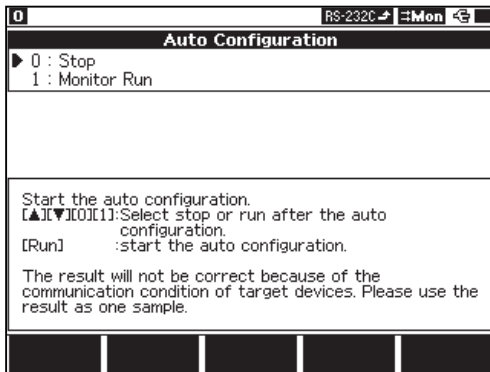 0 RS-232C Mon
Auto Configuration
▶ 0 : Stop
1 : Monitor Run
Start the auto configuration.
[▲][▼][0][1]:Select stop or run after the auto
configuration.
[Run] :start the auto configuration.
The result will not be correct because of the
communication condition of target devices. Please use the
result as one sample.